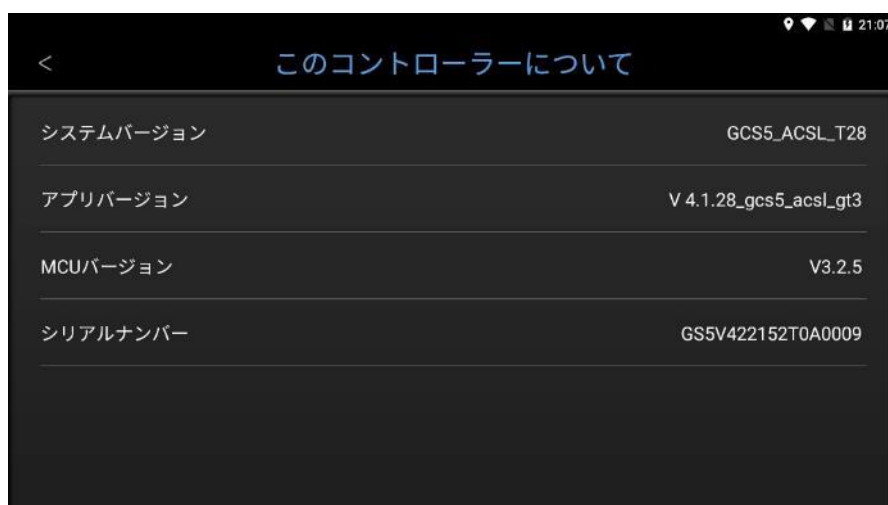 21:07
<
このコントローラーについて
システムバージョン GCS5_ACSL_T28
アプリバージョン V 4.1.28_gcs5_acsl_gt3
MCUバージョン V3.2.5
シリアルナンバー GS5V422152T0A0009